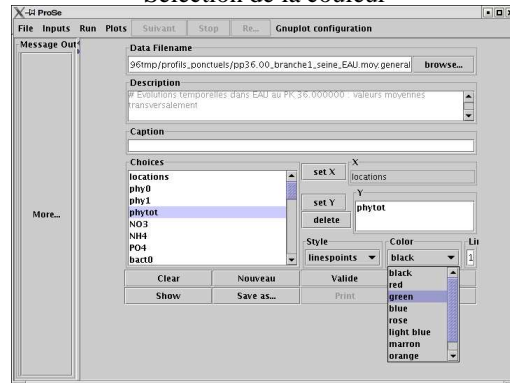 Sélection de la couleur
ProSe
File Inputs Run Plots Suivant Stop Re... Gnuplot configuration
Message Out
Data Filename
96tmp/profils_ponctuels/pp36.00_branche1_seine_EAU.moy.general browse...
Description
# Evolutions temporelles dans EAU au PK 36.000000 : valeurs moyennes
transversalement
Caption
Choices
locations
phy0
phy1
phytot
NO3
NH4
PO4
bact0
set X
X
locations
set Y
delete
Y
phytot
More...
Style
linespoints
Color
black
Li
1
black
red
green
blue
rose
light blue
marron
orange
Clear Nouveau Valide
Show Save as... Print